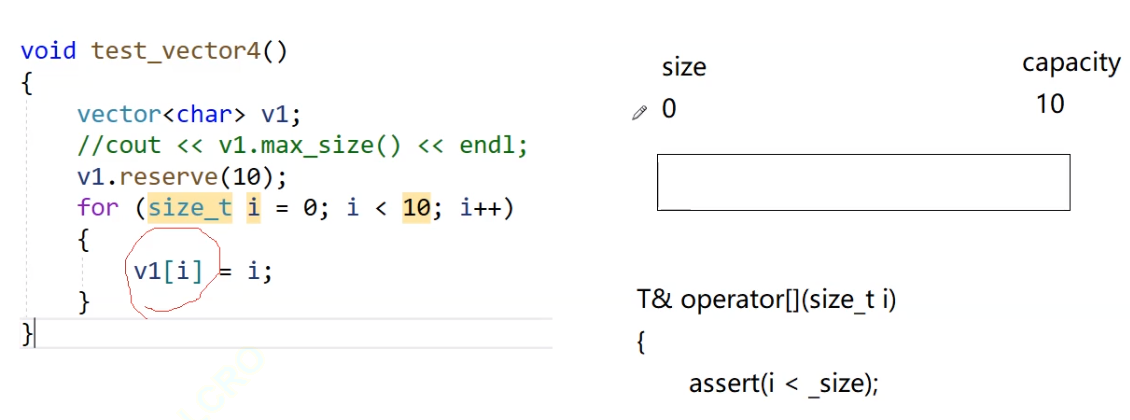 void test_vector4()
{
vector<char> v1;
//cout << v1.max_size() << endl;
v1.reserve(10);
for (size_t i = 0; i < 10; i++)
{
v1[i] = i;
}
}
size
capacity
0
10
T& operator[](size_t i)
{
assert(i < _size);